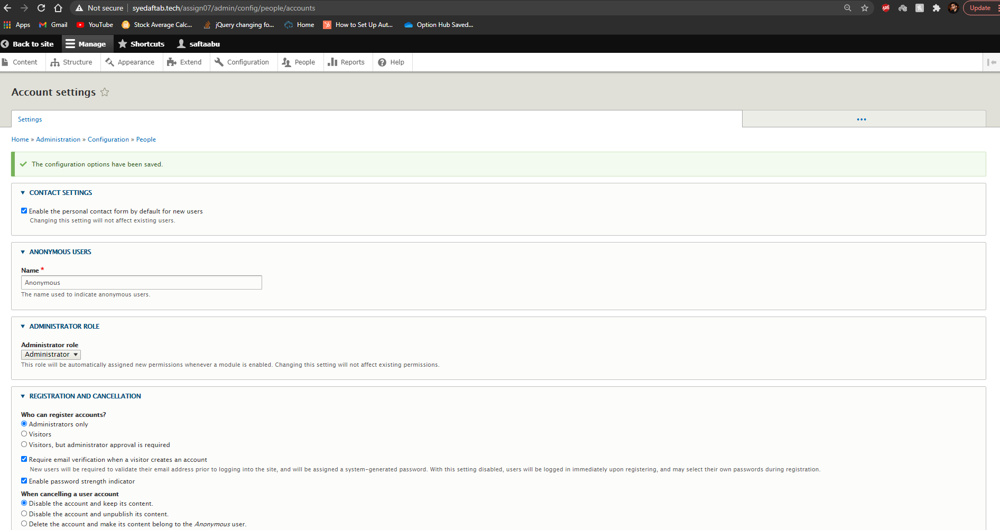 Not secure | syedaftab.tech/assign07/admin/config/people/accounts Update
Apps Gmail YouTube Stock Average Calc... jQuery changing fo... Home How to Set Up Aut... Option Hub Saved...
Back to site Manage Shortcuts saftaabu
Content Structure Appearance Extend Configuration People Reports Help
Account settings
Settings •••
Home » Administration » Configuration » People
The configuration options have been saved.
CONTACT SETTINGS
Enable the personal contact form by default for new users
Changing this setting will not affect existing users.
ANONYMOUS USERS
Name *
Anonymous
The name used to indicate anonymous users.
ADMINISTRATOR ROLE
Administrator role
Administrator
This role will be automatically assigned new permissions whenever a module is enabled. Changing this setting will not affect existing permissions.
REGISTRATION AND CANCELLATION
Who can register accounts?
Administrators only
Visitors
Visitors, but administrator approval is required
Require email verification when a visitor creates an account
New users will be required to validate their email address prior to logging into the site, and will be assigned a system-generated password. With this setting disabled, users will be logged in immediately upon registering, and may select their own passwords during registration.
Enable password strength indicator
When cancelling a user account
Disable the account and keep its content.
Disable the account and unpublish its content.
Delete the account and make its content belong to the Anonymous user.